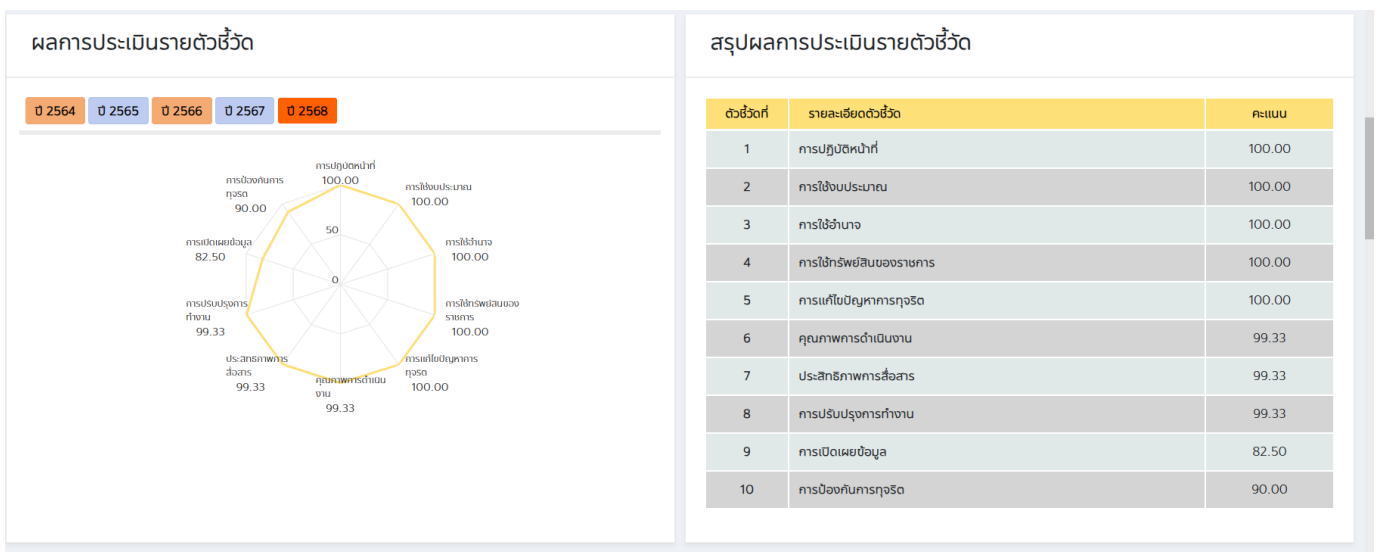 ผลการประเมินรายตัวชี้วัด
ปี 2564 ปี 2565 ปี 2566 ปี 2567 ปี 2568
การปฏิบัติหน้าที่
100.00
การใช้งบประมาณ
100.00
การใช้อำนาจ
100.00
การใช้ทรัพย์สินของ
ราชการ
100.00
การแก้ไขปัญหาการ
ทุจริต
100.00
คุณภาพการดำเนิน
งาน
99.33
ประสิทธิภาพการ
สื่อสาร
99.33
การปรับปรุงการ
ทำงาน
99.33
การเปิดเผยข้อมูล
82.50
การป้องกันการ
ทุจริต
90.00
50
0
สรุปผลการประเมินรายตัวชี้วัด
ตัวชี้วัดที่ รายละเอียดตัวชี้วัด คะแนน
1 การปฏิบัติหน้าที่ 100.00
2 การใช้งบประมาณ 100.00
3 การใช้อำนาจ 100.00
4 การใช้ทรัพย์สินของราชการ 100.00
5 การแก้ไขปัญหาการทุจริต 100.00
6 คุณภาพการดำเนินงาน 99.33
7 ประสิทธิภาพการสื่อสาร 99.33
8 การปรับปรุงการทำงาน 99.33
9 การเปิดเผยข้อมูล 82.50
10 การป้องกันการทุจริต 90.00